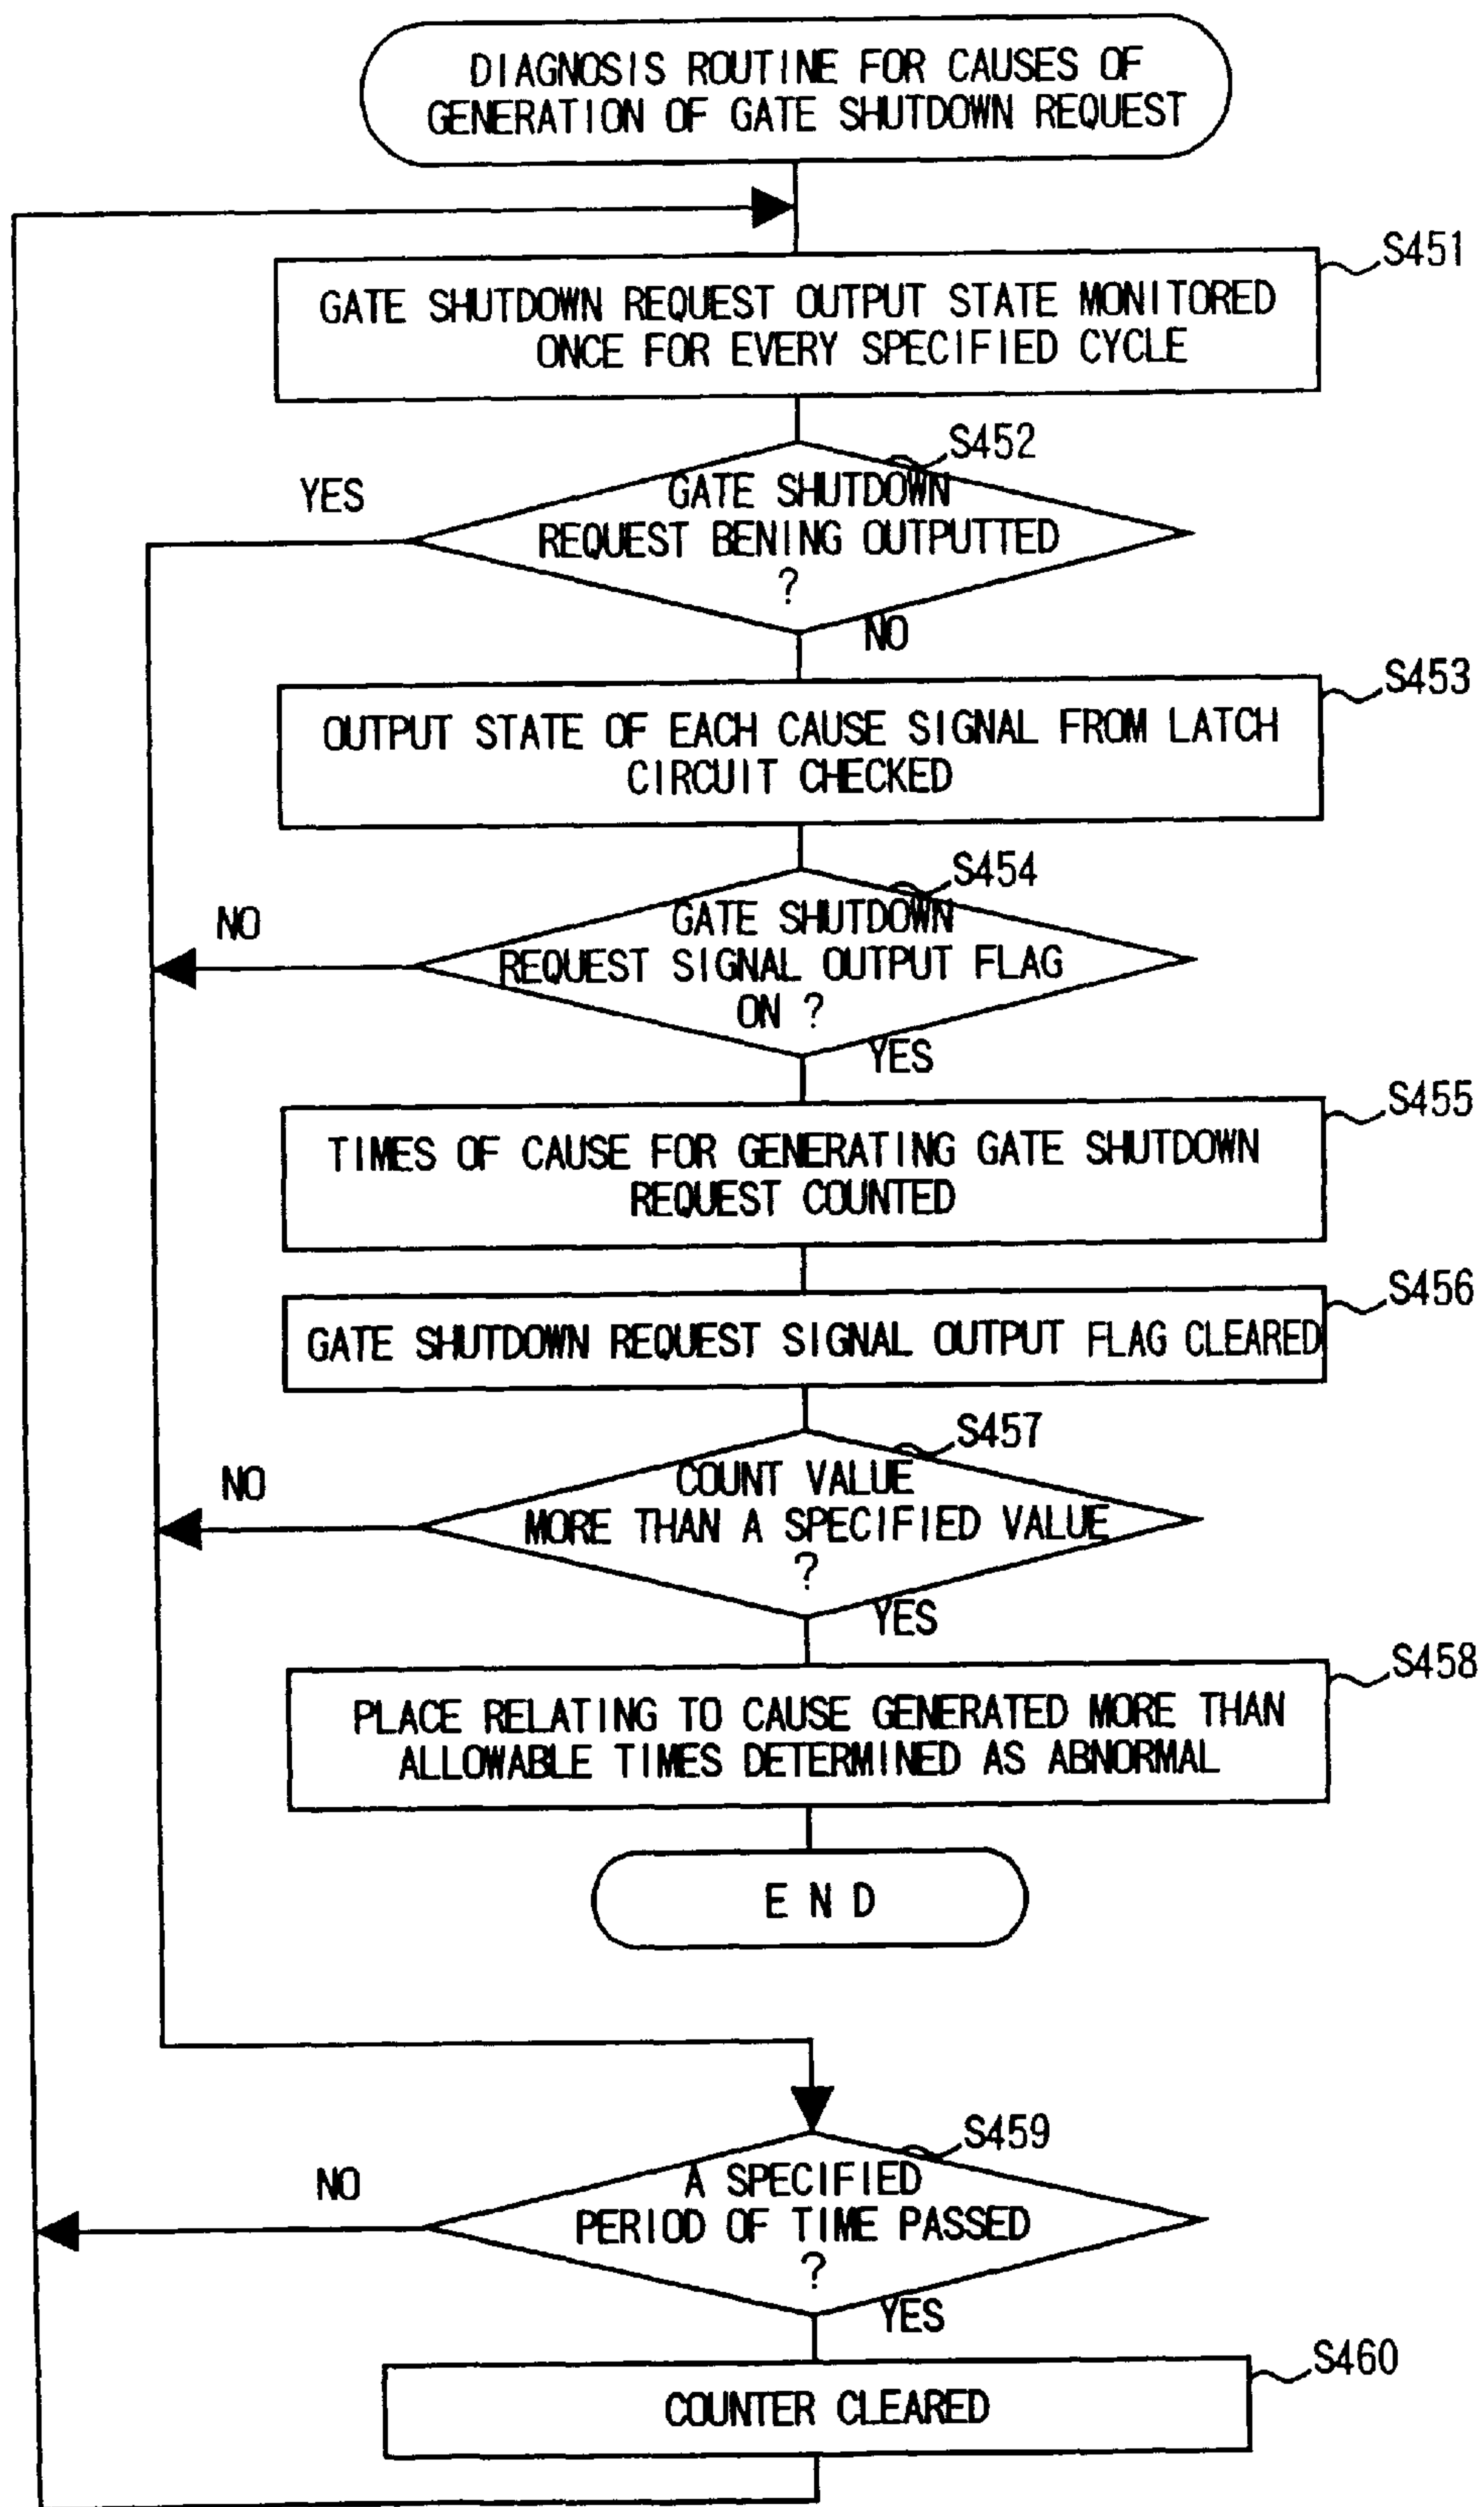 DIAGNOSIS ROUTINE FOR CAUSES OF
GENERATION OF GATE SHUTDOWN REQUEST
S451
GATE SHUTDOWN REQUEST OUTPUT STATE MONITORED
ONCE FOR EVERY SPECIFIED CYCLE
S452
YES
GATE SHUTDOWN
REQUEST BENING OUTPUTTED
?
NO
S453
OUTPUT STATE OF EACH CAUSE SIGNAL FROM LATCH
CIRCUIT CHECKED
S454
NO
GATE SHUTDOWN
REQUEST SIGNAL OUTPUT FLAG
ON ?
YES
S455
TIMES OF CAUSE FOR GENERATING GATE SHUTDOWN
REQUEST COUNTED
S456
GATE SHUTDOWN REQUEST SIGNAL OUTPUT FLAG CLEARED
S457
NO
COUNT VALUE
MORE THAN A SPECIFIED VALUE
?
YES
S458
PLACE RELATING TO CAUSE GENERATED MORE THAN
ALLOWABLE TIMES DETERMINED AS ABNORMAL
END
S459
NO
A SPECIFIED
PERIOD OF TIME PASSED
?
YES
S460
COUNTER CLEARED